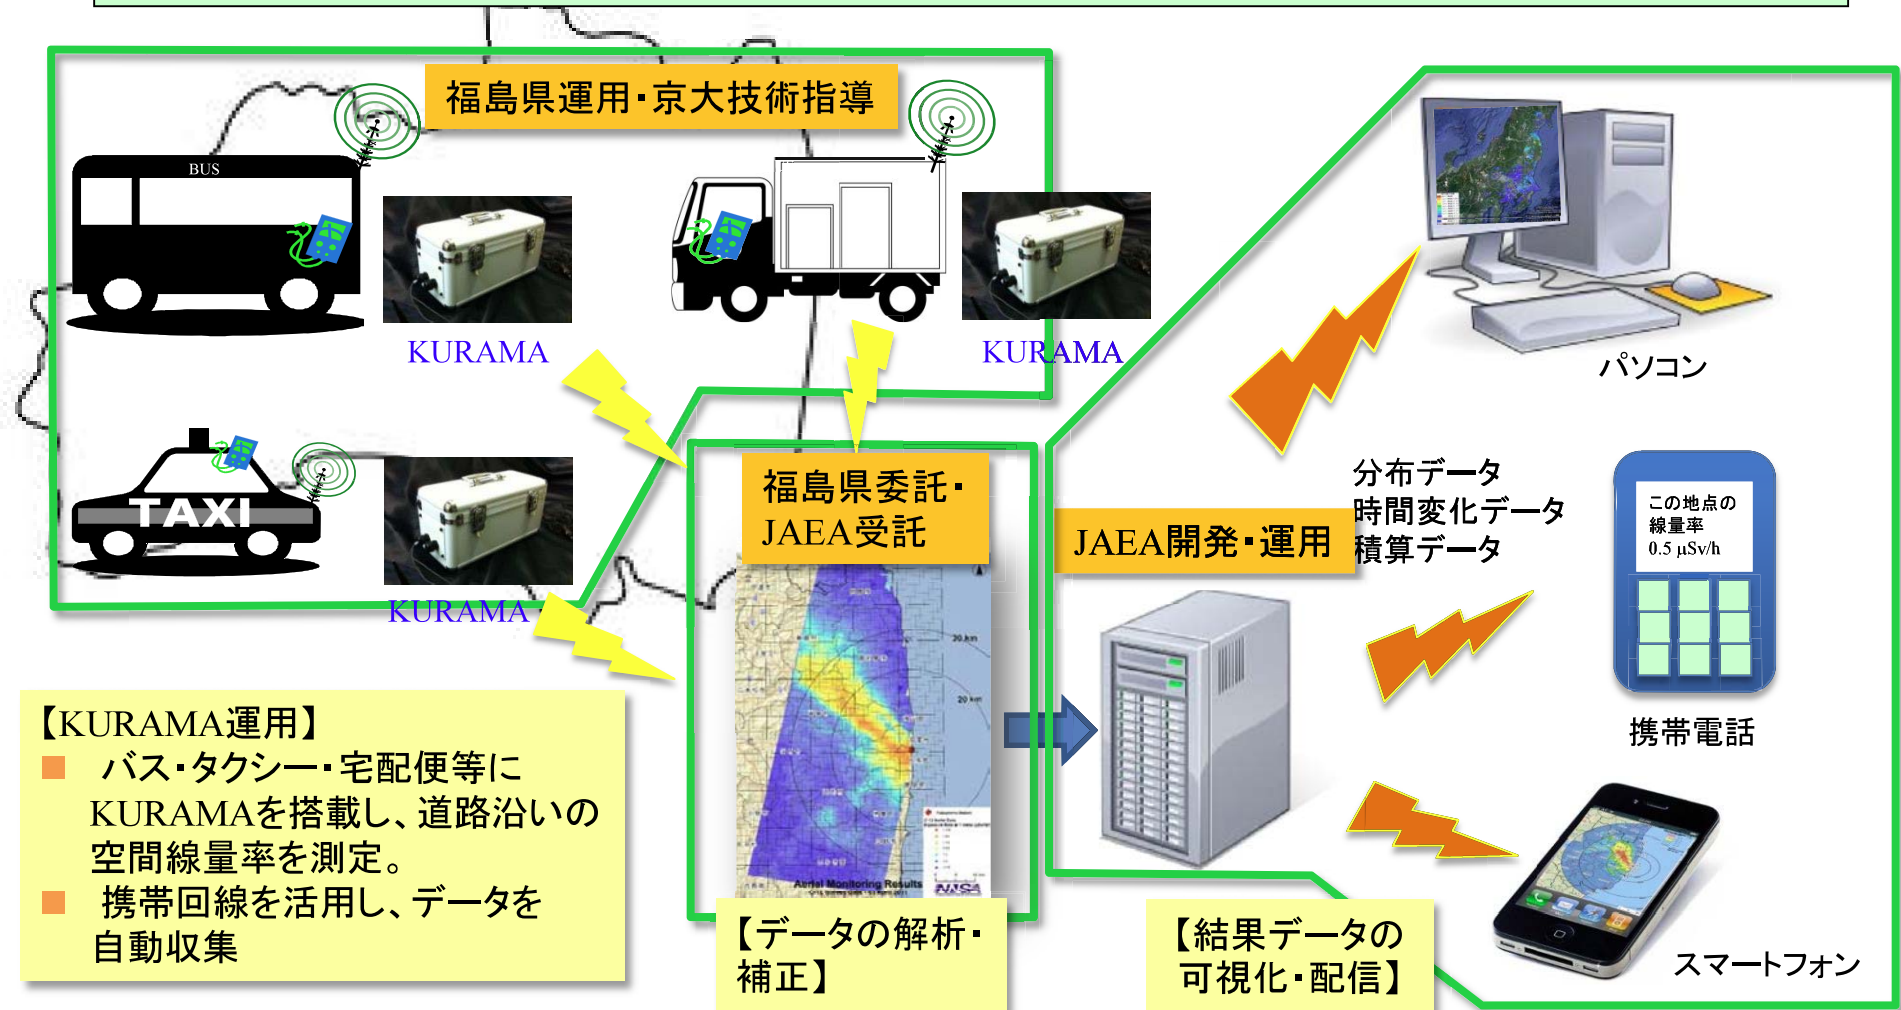 福島県運用・京大技術指導
BUS
KURAMA
KURAMA
TAXI
KURAMA
福島県委託・
JAEA受託
JAEA開発・運用
分布データ
時間変化データ
積算データ
パソコン
この地点の
線量率
0.5 μSv/h
携帯電話
スマートフォン
30 km
20 km
Aerial Monitoring Results
【KURAMA運用】
■ バス・タクシー・宅配便等に
KURAMAを搭載し、道路沿いの
空間線量率を測定。
■ 携帯回線を活用し、データを
自動収集
【データの解析・
補正】
【結果データの
可視化・配信】